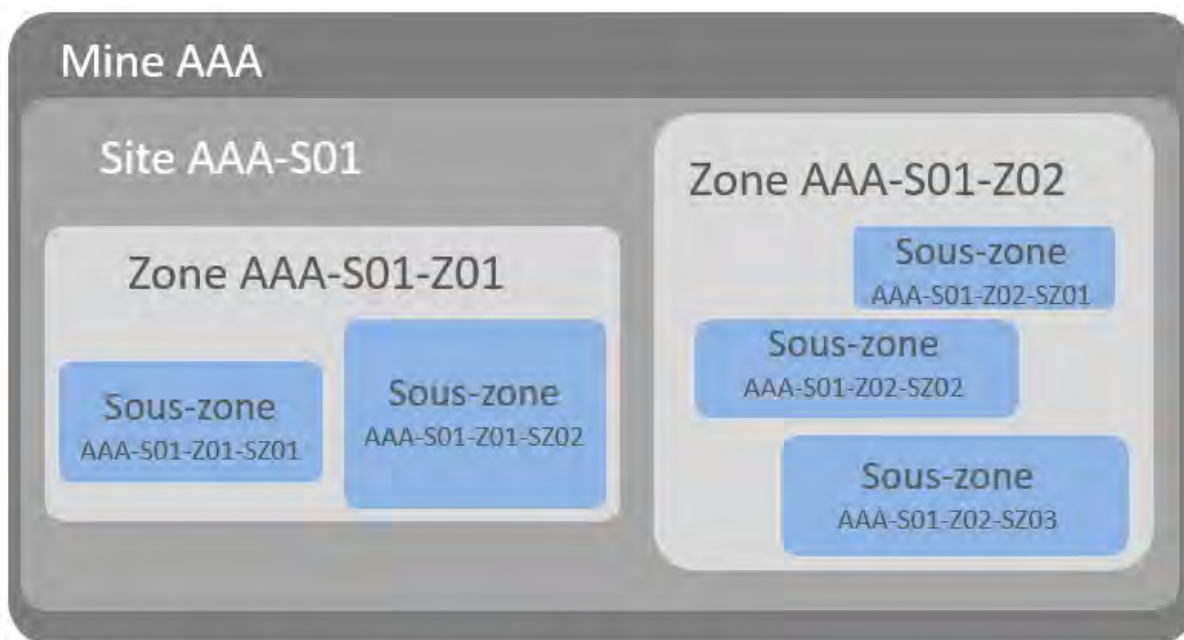 Mine AAA
Site AAA-S01
Zone AAA-S01-Z01
Sous-zone
AAA-S01-Z01-SZ01
Sous-zone
AAA-S01-Z01-SZ02
Zone AAA-S01-Z02
Sous-zone
AAA-S01-Z02-SZ01
Sous-zone
AAA-S01-Z02-SZ02
Sous-zone
AAA-S01-Z02-SZ03